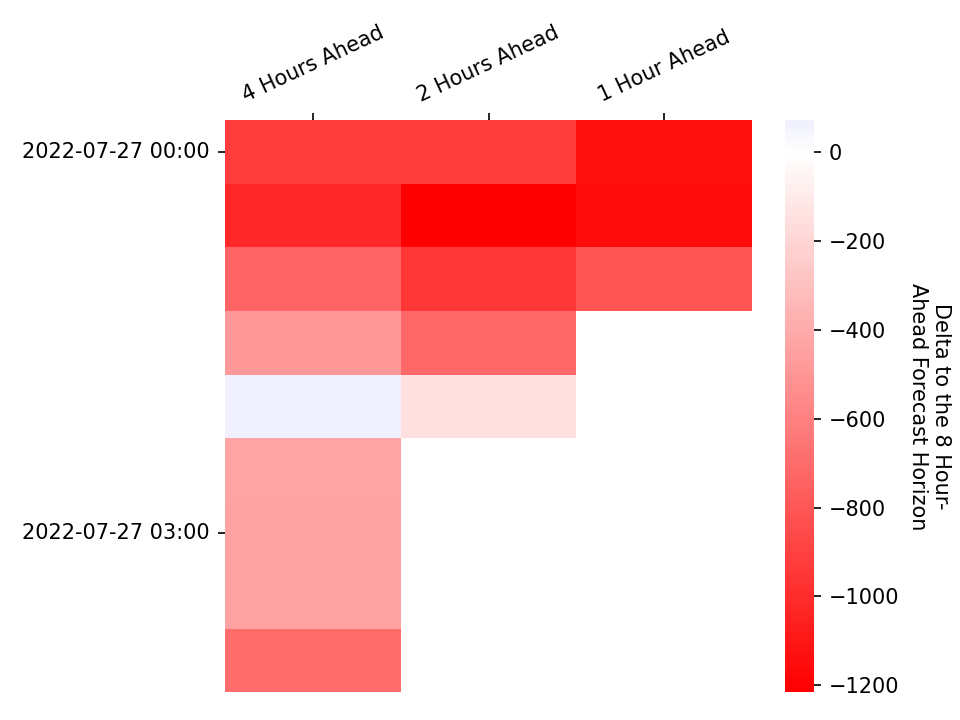 4 Hours Ahead
2 Hours Ahead
1 Hour Ahead
2022-07-27 00:00
2022-07-27 03:00
0
−200
−400
−600
−800
−1000
−1200
Delta to the 8 Hour-
Ahead Forecast Horizon